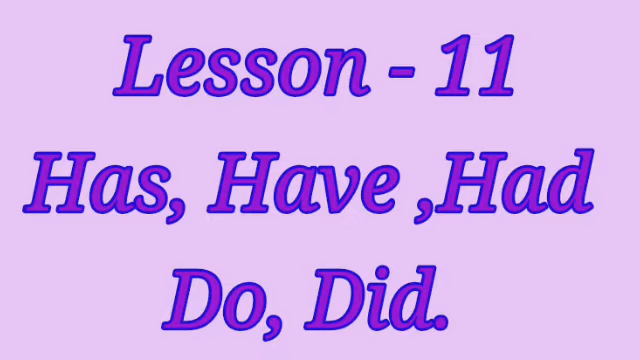 Lesson - 11
Has, Have ,Had
Do, Did.